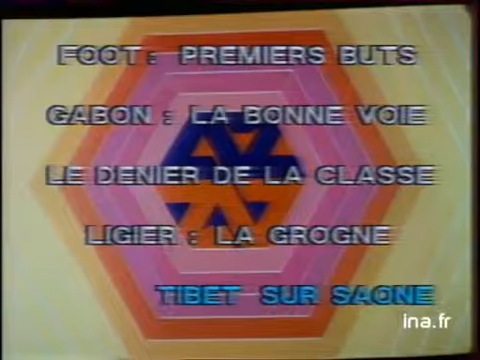 FOOT : PREMIERS BUTS
GABON : LA BONNE VOIE
LE DENIER DE LA CLASSE
LIGIER : LA GROGNE
TIBET SUR SAONE
ina.fr